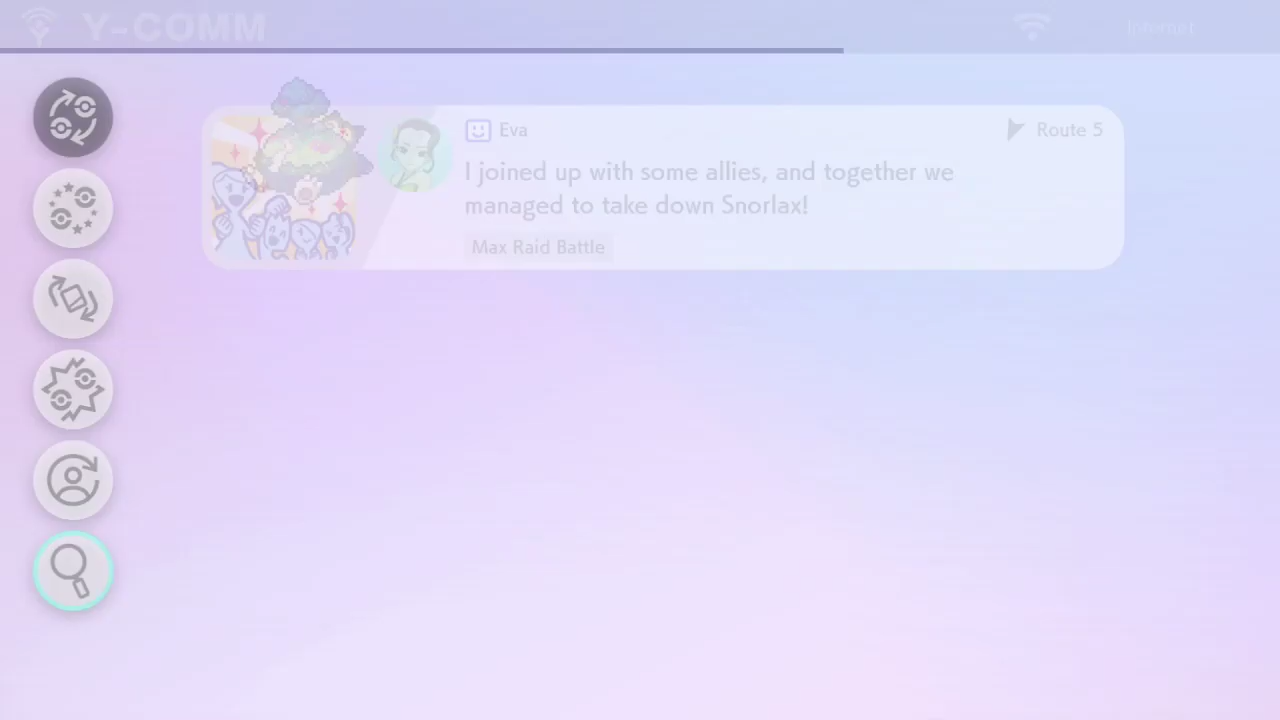 Y-COMM
Internet
Eva
Route 5
I joined up with some allies, and together we
managed to take down Snorlax!
Max Raid Battle